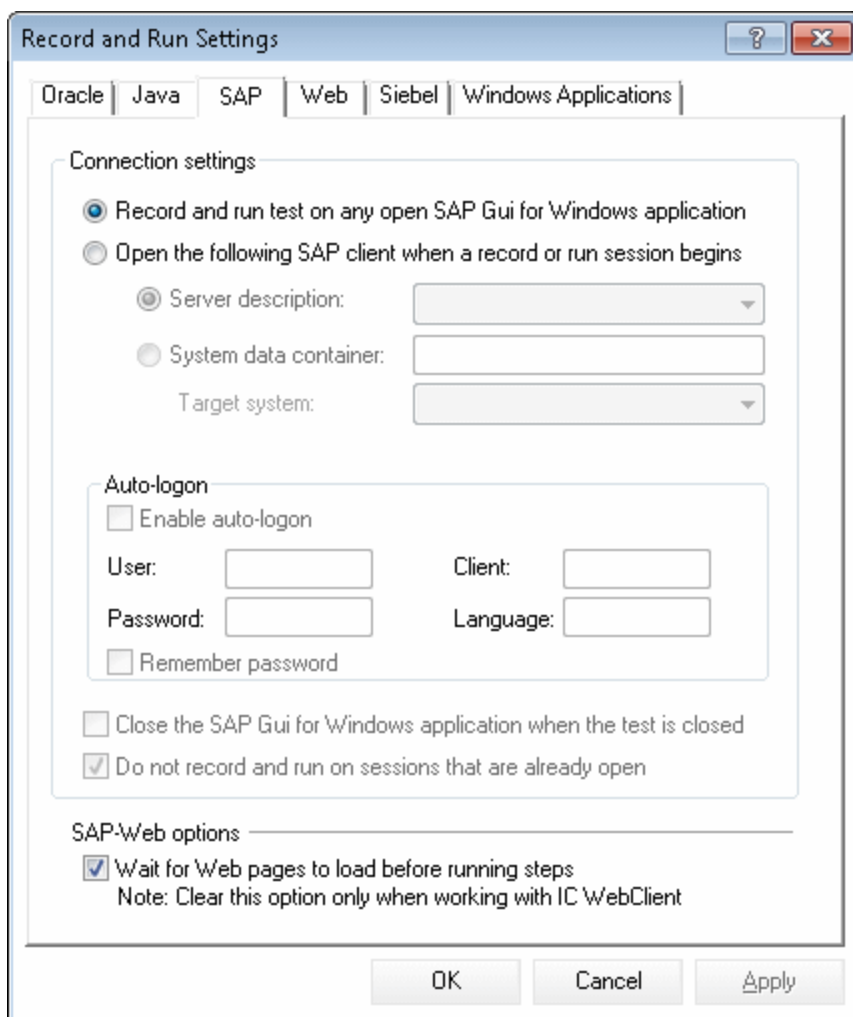 Record and Run Settings
Oracle Java SAP Web Siebel Windows Applications
Connection settings
Record and run test on any open SAP Gui for Windows application
Open the following SAP client when a record or run session begins
Server description:
System data container:
Target system:
Auto-logon
Enable auto-logon
User: Client:
Password: Language:
Remember password
Close the SAP Gui for Windows application when the test is closed
Do not record and run on sessions that are already open
SAP-Web options
Wait for Web pages to load before running steps
Note: Clear this option only when working with IC WebClient
OK Cancel Apply